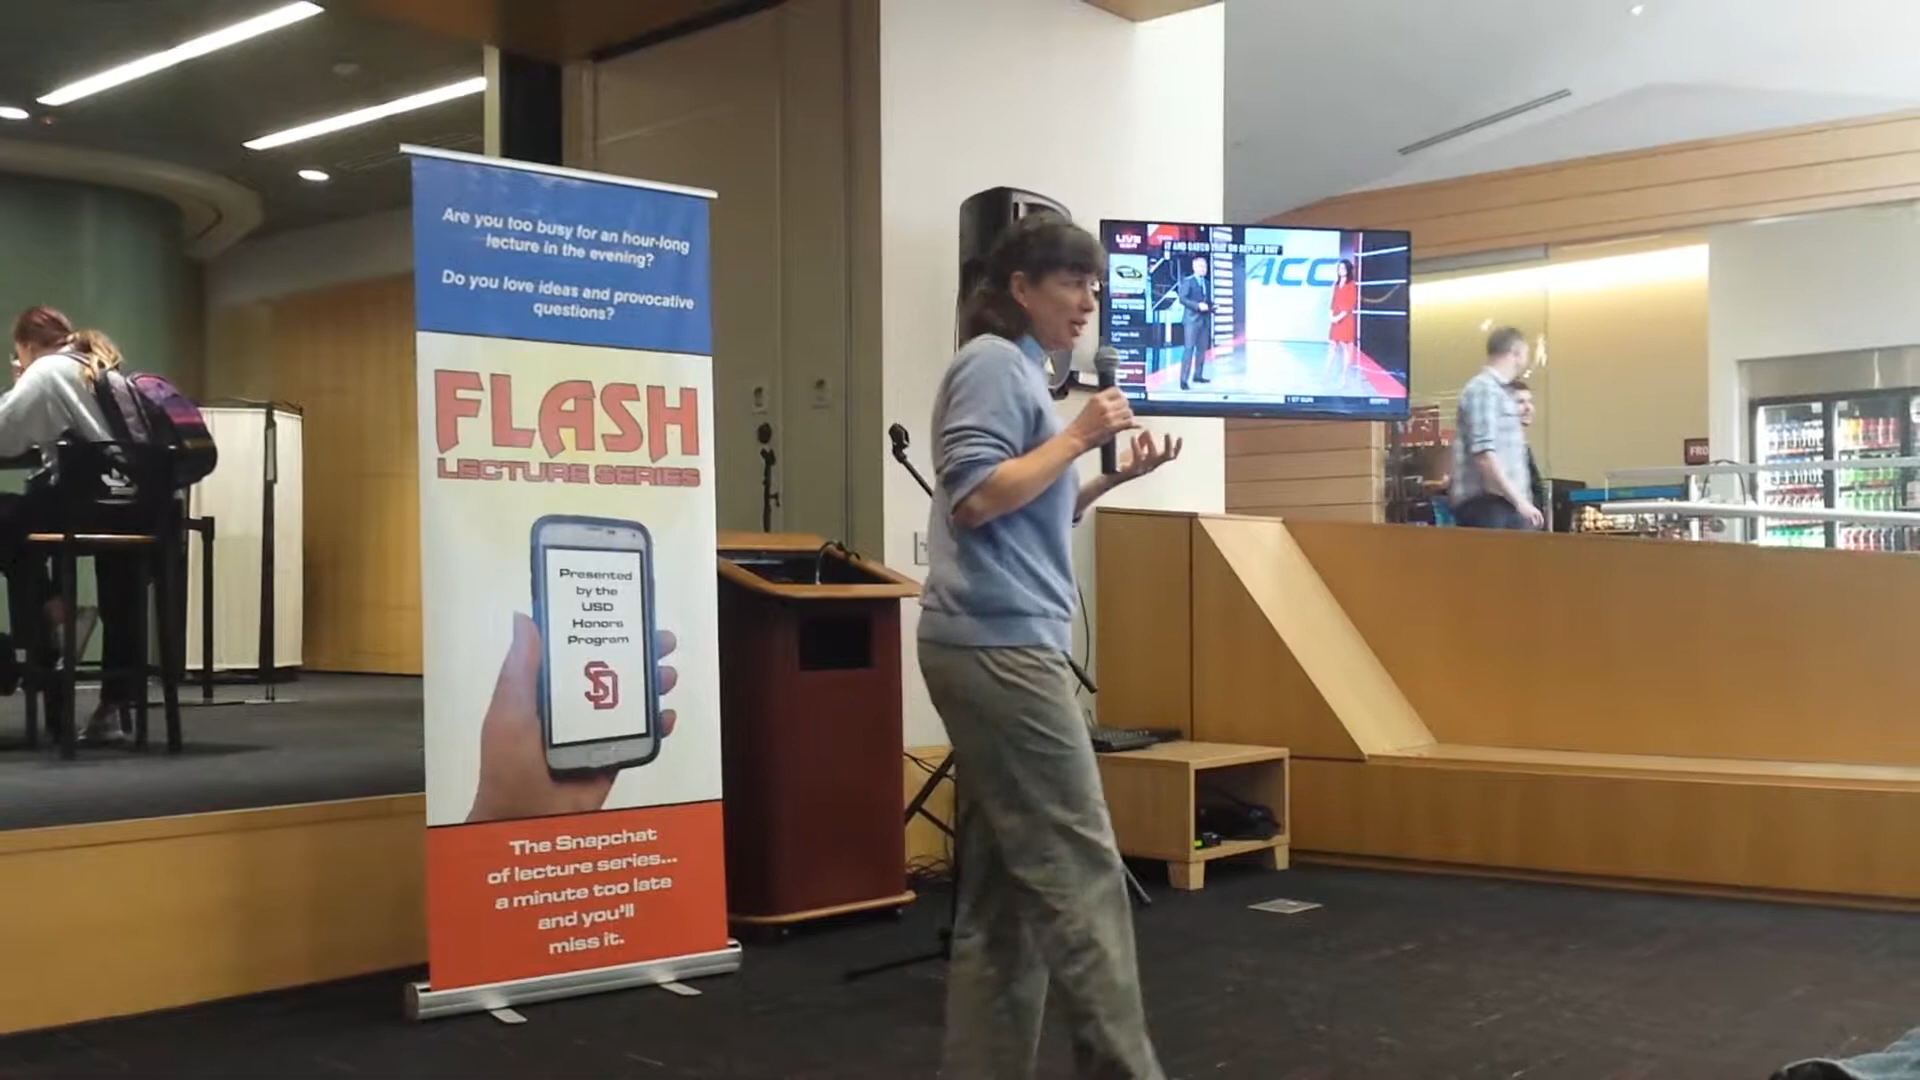 Are you too busy for an hour-long
lecture in the evening?
Do you love ideas and provocative
questions?
FLASH
LECTURE SERIES
Presented
by the
USD
Honors
Program
SD
The Snapchat
of lecture series...
a minute too late
and you'll
miss it.
LIVE
ACC
FRO